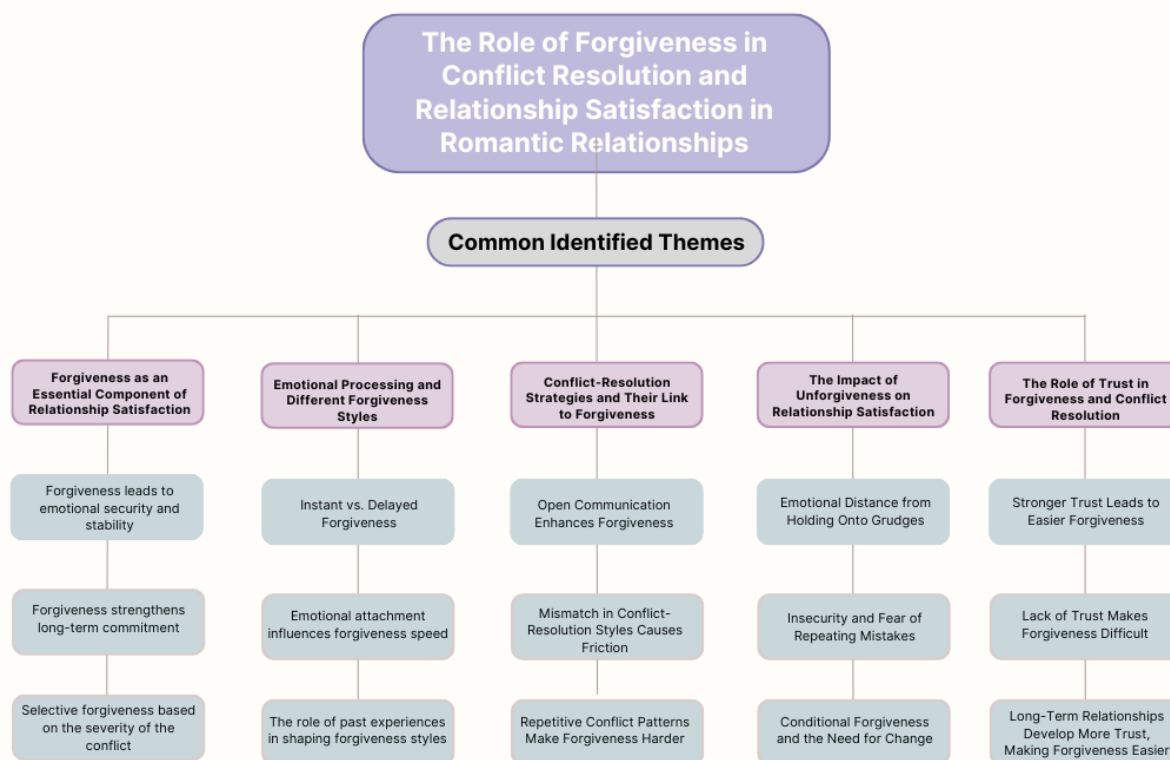 The Role of Forgiveness in
Conflict Resolution and
Relationship Satisfaction in
Romantic Relationships
Common Identified Themes
Forgiveness as an
Essential Component of
Relationship Satisfaction
Forgiveness leads to
emotional security and
stability
Forgiveness strengthens
long-term commitment
Selective forgiveness based
on the severity of the
conflict
Emotional Processing and
Different Forgiveness
Styles
Instant vs. Delayed
Forgiveness
Emotional attachment
influences forgiveness speed
The role of past experiences
in shaping forgiveness styles
Conflict-Resolution
Strategies and Their Link
to Forgiveness
Open Communication
Enhances Forgiveness
Mismatch in Conflict-
Resolution Styles Causes
Friction
Repetitive Conflict Patterns
Make Forgiveness Harder
The Impact of
Unforgiveness on
Relationship Satisfaction
Emotional Distance from
Holding Onto Grudges
Insecurity and Fear of
Repeating Mistakes
Conditional Forgiveness
and the Need for Change
The Role of Trust in
Forgiveness and Conflict
Resolution
Stronger Trust Leads to
Easier Forgiveness
Lack of Trust Makes
Forgiveness Difficult
Long-Term Relationships
Develop More Trust,
Making Forgiveness Easier